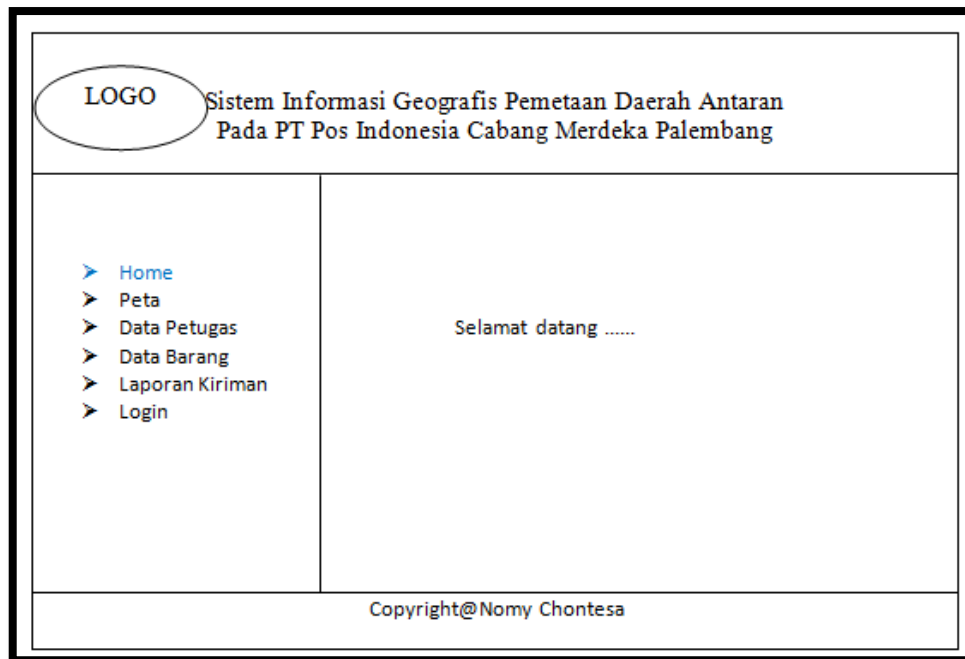 LOGO
Sistem Informasi Geografis Pemetaan Daerah Antaran
Pada PT Pos Indonesia Cabang Merdeka Palembang
Home
Peta
Data Petugas
Data Barang
Laporan Kiriman
Login
Selamat datang ......
Copyright@Nomy Chontesa